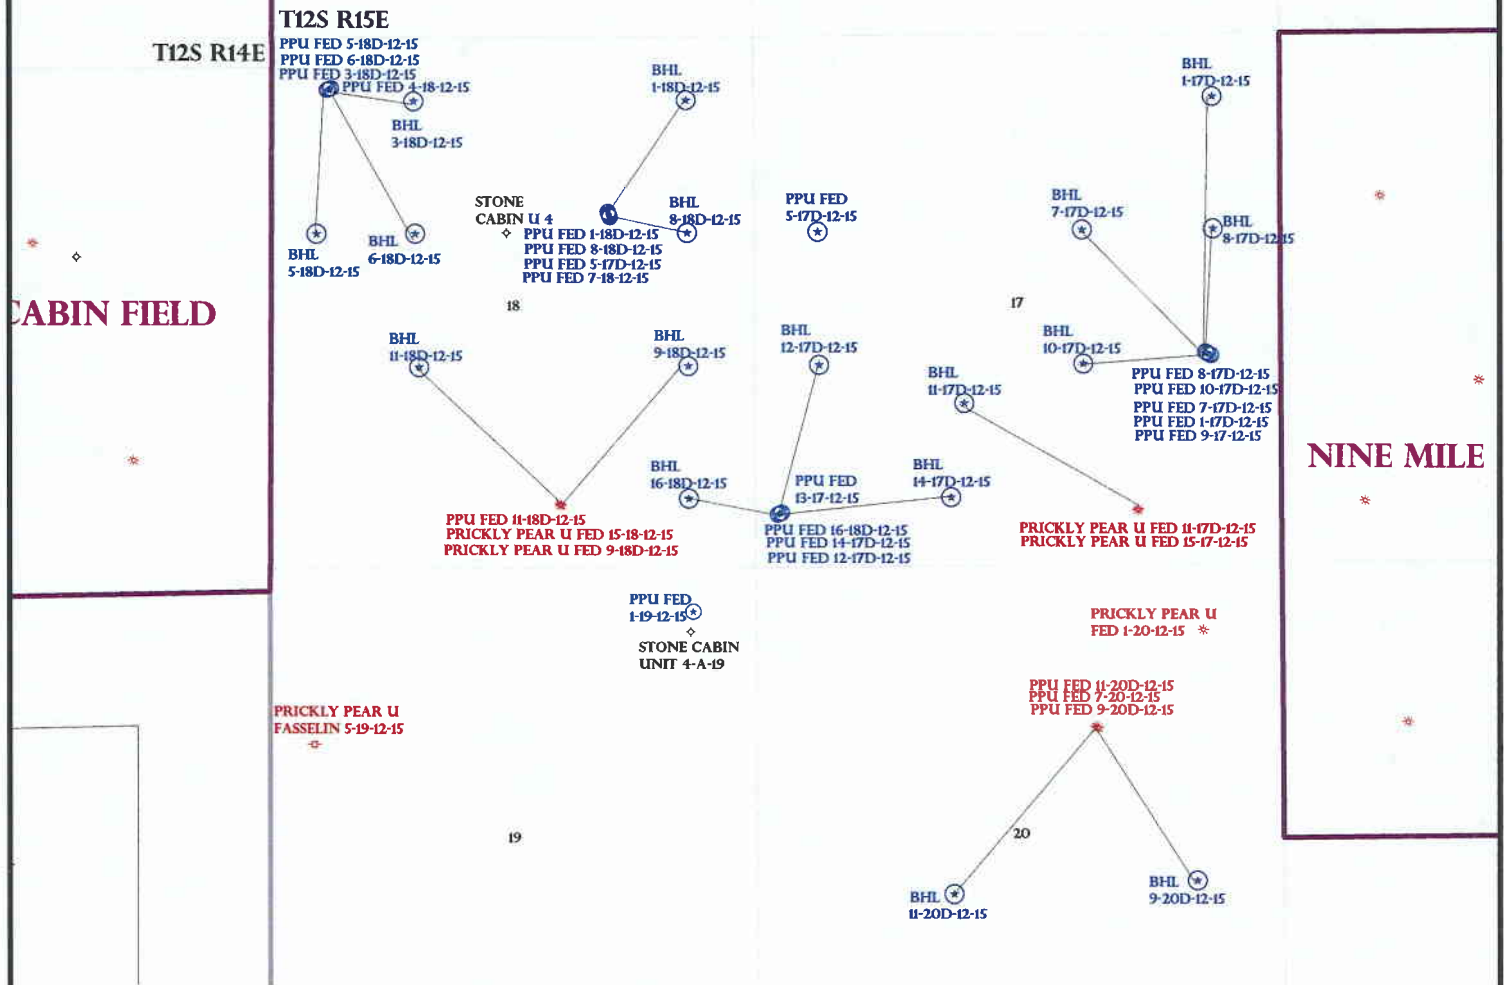 T12S R15E
T12S R14E
PPU FED 5-18D-12-15
PPU FED 6-18D-12-15
PPU FED 3-18D-12-15
PPU FED 4-18-12-15
BHL
3-18D-12-15
BHL
1-18D-12-15
BHL
1-17D-12-15
STONE
CABIN U 4
BHL
8-18D-12-15
PPU FED
5-17D-12-15
BHL
7-17D-12-15
BHL
8-17D-12-15
BHL
5-18D-12-15
BHL
6-18D-12-15
PPU FED 1-18D-12-15
PPU FED 8-18D-12-15
PPU FED 5-17D-12-15
PPU FED 7-18-12-15
CABIN FIELD
18
17
BHL
11-18D-12-15
BHL
9-18D-12-15
BHL
12-17D-12-15
BHL
10-17D-12-15
BHL
11-17D-12-15
PPU FED 8-17D-12-15
PPU FED 10-17D-12-15
PPU FED 7-17D-12-15
PPU FED 1-17D-12-15
PPU FED 9-17-12-15
NINE MILE
BHL
16-18D-12-15
PPU FED
13-17-12-15
BHL
14-17D-12-15
PPU FED 11-18D-12-15
PRICKLY PEAR U FED 15-18-12-15
PRICKLY PEAR U FED 9-18D-12-15
PPU FED 16-18D-12-15
PPU FED 14-17D-12-15
PPU FED 12-17D-12-15
PRICKLY PEAR U FED 11-17D-12-15
PRICKLY PEAR U FED 15-17-12-15
PPU FED
1-19-12-15
STONE CABIN
UNIT 4-A-19
PRICKLY PEAR U
FED 1-20-12-15
PPU FED 11-20D-12-15
PPU FED 7-20-12-15
PPU FED 9-20D-12-15
PRICKLY PEAR U
FASSELIN 5-19-12-15
19
20
BHL
11-20D-12-15
BHL
9-20D-12-15